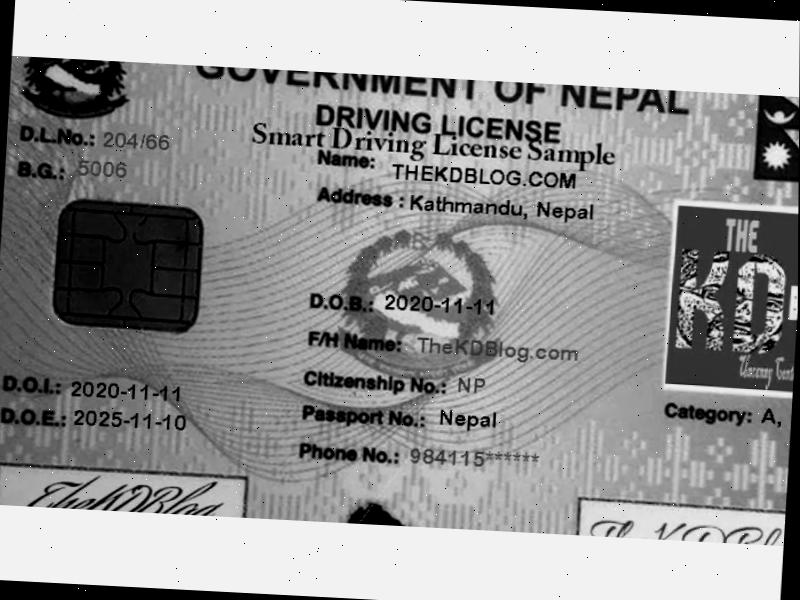 GOVERNMENT OF NEPAL
DRIVING LICENSE
Smart Driving License Sample
D.L.No.: 204/66
B.G.: 5006
Name: THEKDBLOG.COM
Address : Kathmandu, Nepal
THE
KD
D.O.B.: 2020-11-11
F/H Name: TheKDBlog.com
Citizenship No.: NP
D.O.I.: 2020-11-11
Passport No.: Nepal
Category: A,
D.O.E.: 2025-11-10
Phone No.: 984115******
TheKDBlog